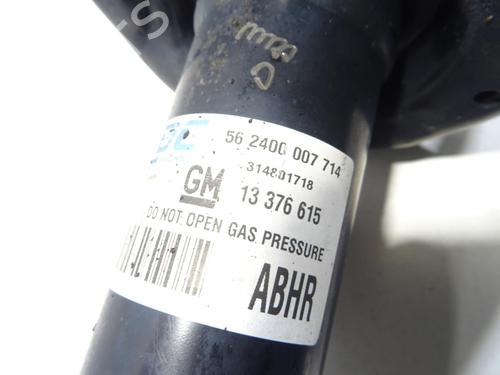 56 2400 007 714
314801718
GM 13 376 615
DO NOT OPEN GAS PRESSURE
ABHR